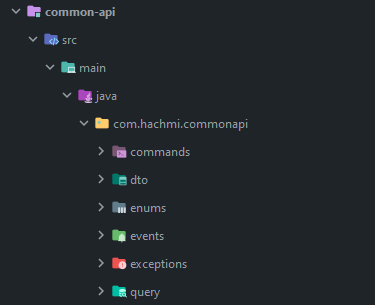 common-api
src
main
java
com.hachmi.commonapi
commands
dto
enums
events
exceptions
query